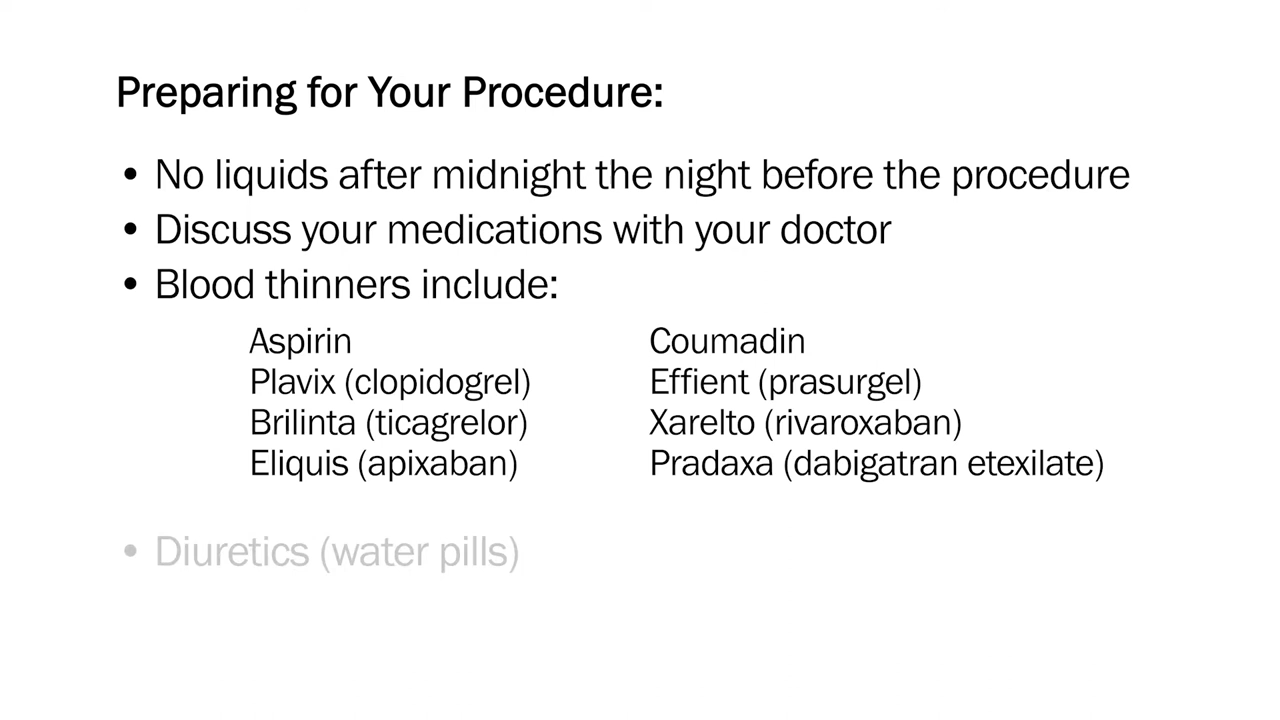 Preparing for Your Procedure:
• No liquids after midnight the night before the procedure
• Discuss your medications with your doctor
• Blood thinners include:
Aspirin Coumadin
Plavix (clopidogrel) Effient (prasurgel)
Brilinta (ticagrelor) Xarelto (rivaroxaban)
Eliquis (apixaban) Pradaxa (dabigatran etexilate)
• Diuretics (water pills)